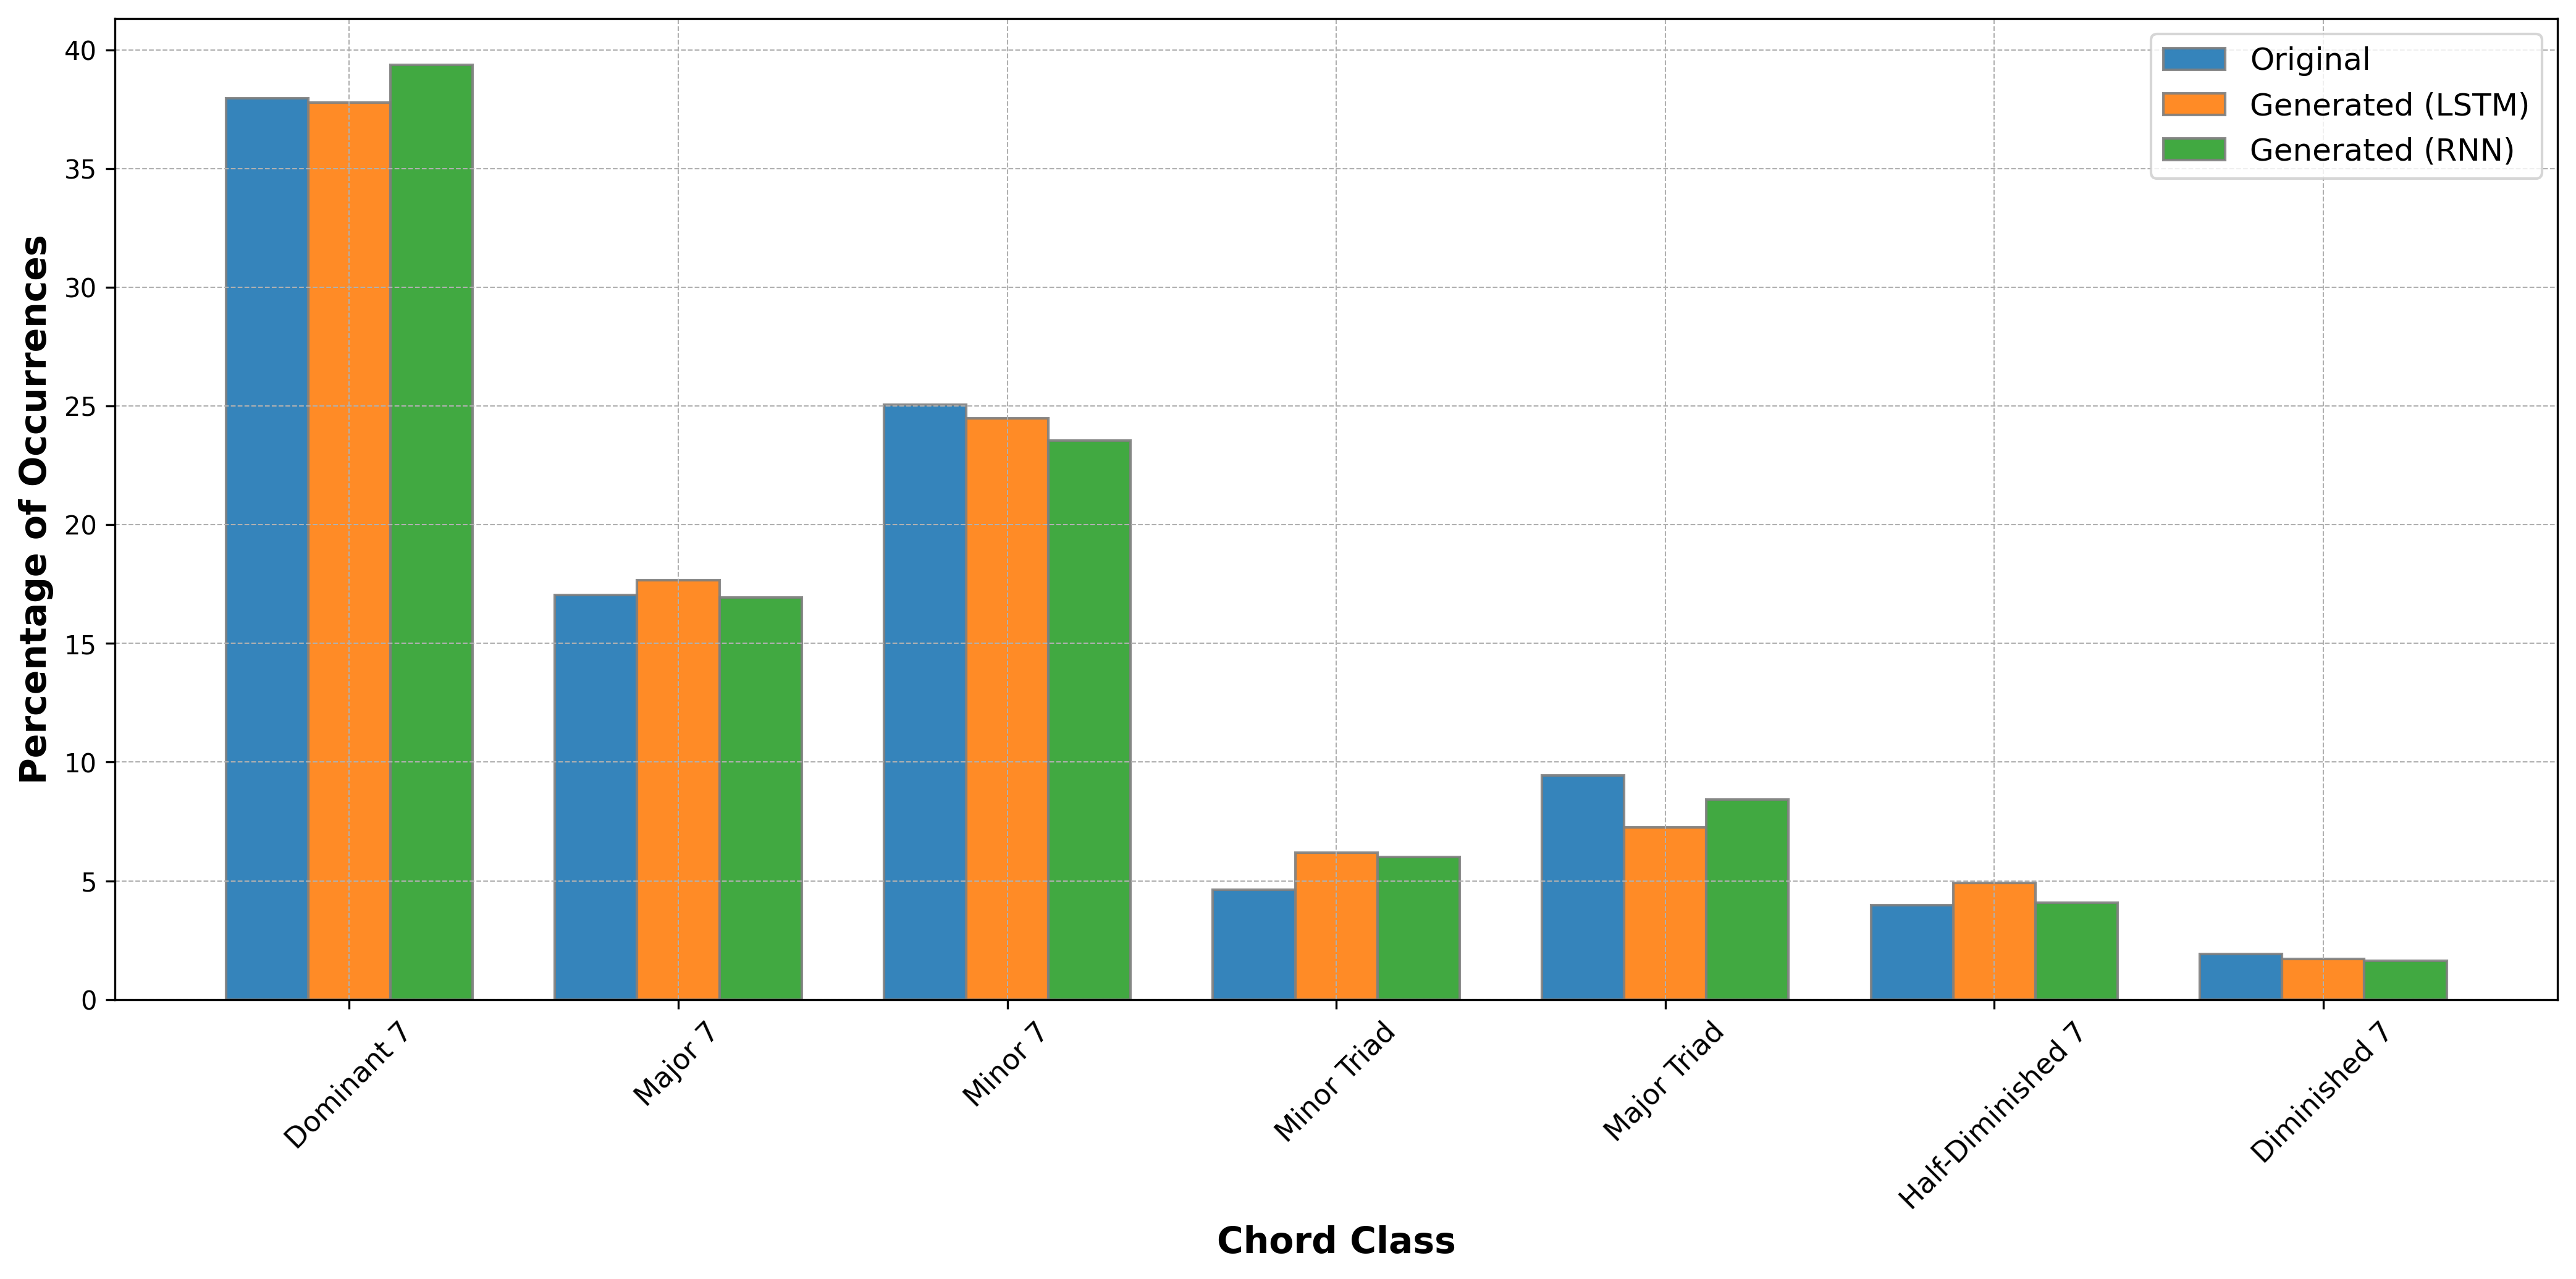 Percentage of Occurrences
40
35
30
25
20
15
10
5
0
Original
Generated (LSTM)
Generated (RNN)
Dominant 7
Major 7
Minor 7
Minor Triad
Major Triad
Half-Diminished 7
Diminished 7
Chord Class